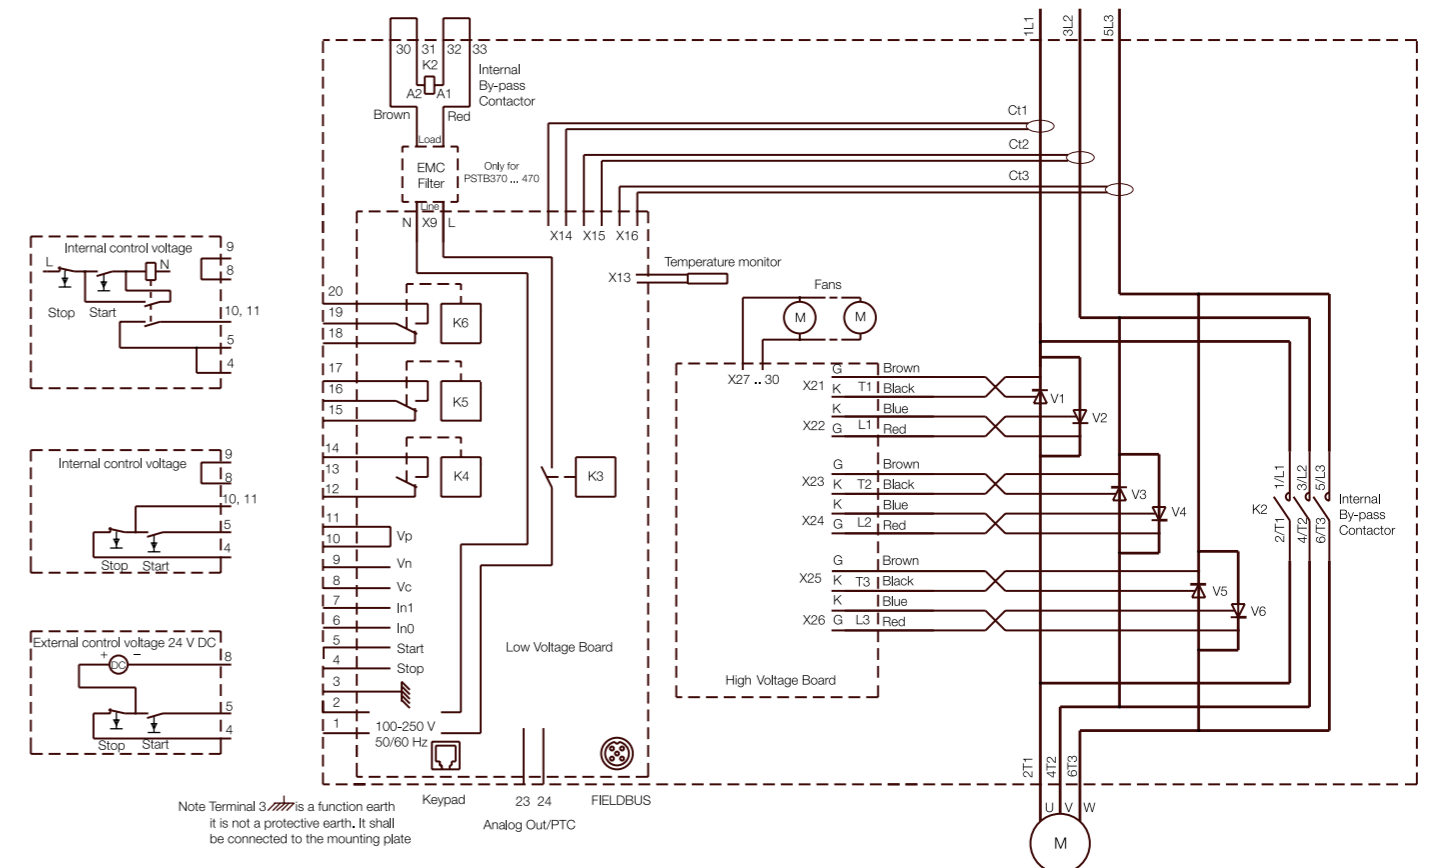 1L1
3L2
5L3
30
31
32
33
K2
A2
A1
Internal
By-pass
Contactor
Brown
Red
Load
EMC
Filter
Only for
PSTB370 ... 470
Line
N
X9
L
Ct1
Ct2
Ct3
X14
X15
X16
X13
Temperature monitor
Fans
M
M
Internal control voltage
L
N
Stop
Start
9
8
10, 11
5
4
Internal control voltage
9
8
10, 11
5
4
Stop
Start
External control voltage 24 V DC
+
DC
−
8
5
4
Stop
Start
20
19
18
K6
17
16
15
K5
14
13
12
K4
K3
11
10
Vp
9
Vn
8
Vc
7
In1
6
In0
5
Start
4
Stop
3
2
1
100-250 V
50/60 Hz
Low Voltage Board
X27 .. 30
X21
G
Brown
K
T1
Black
X22
K
Blue
G
L1
Red
X23
G
Brown
K
T2
Black
X24
K
Blue
G
L2
Red
X25
G
Brown
K
T3
Black
X26
K
Blue
G
L3
Red
High Voltage Board
V1
V2
V3
V4
V5
V6
K2
1/L1
3/L2
5/L3
2/T1
4/T2
6/T3
Internal
By-pass
Contactor
Keypad
23
24
Analog Out/PTC
FIELDBUS
2T1
4T2
6T3
U
V
W
M
Note Terminal 3 is a function earth
it is not a protective earth. It shall
be connected to the mounting plate